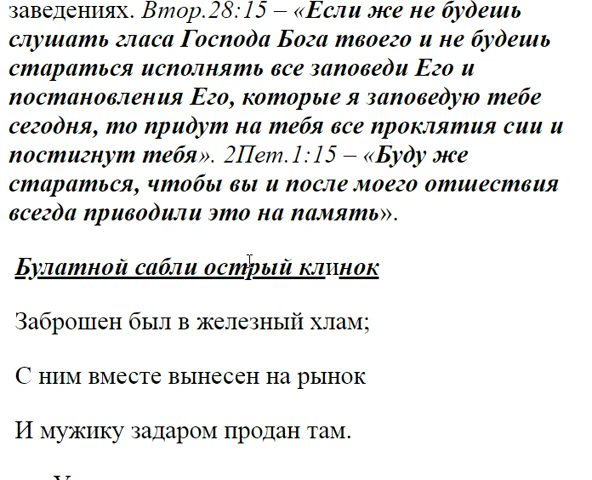 заведениях. Втор.28:15 – «Если же не будешь
слушать гласа Господа Бога твоего и не будешь
стараться исполнять все заповеди Его и
постановления Его, которые я заповедую тебе
сегодня, то придут на тебя все проклятия сии и
постигнут тебя». 2Пет.1:15 – «Буду же
стараться, чтобы вы и после моего отшествия
всегда приводили это на память».
Булатной сабли острый клинок
Заброшен был в железный хлам;
С ним вместе вынесен на рынок
И мужику задаром продан там.